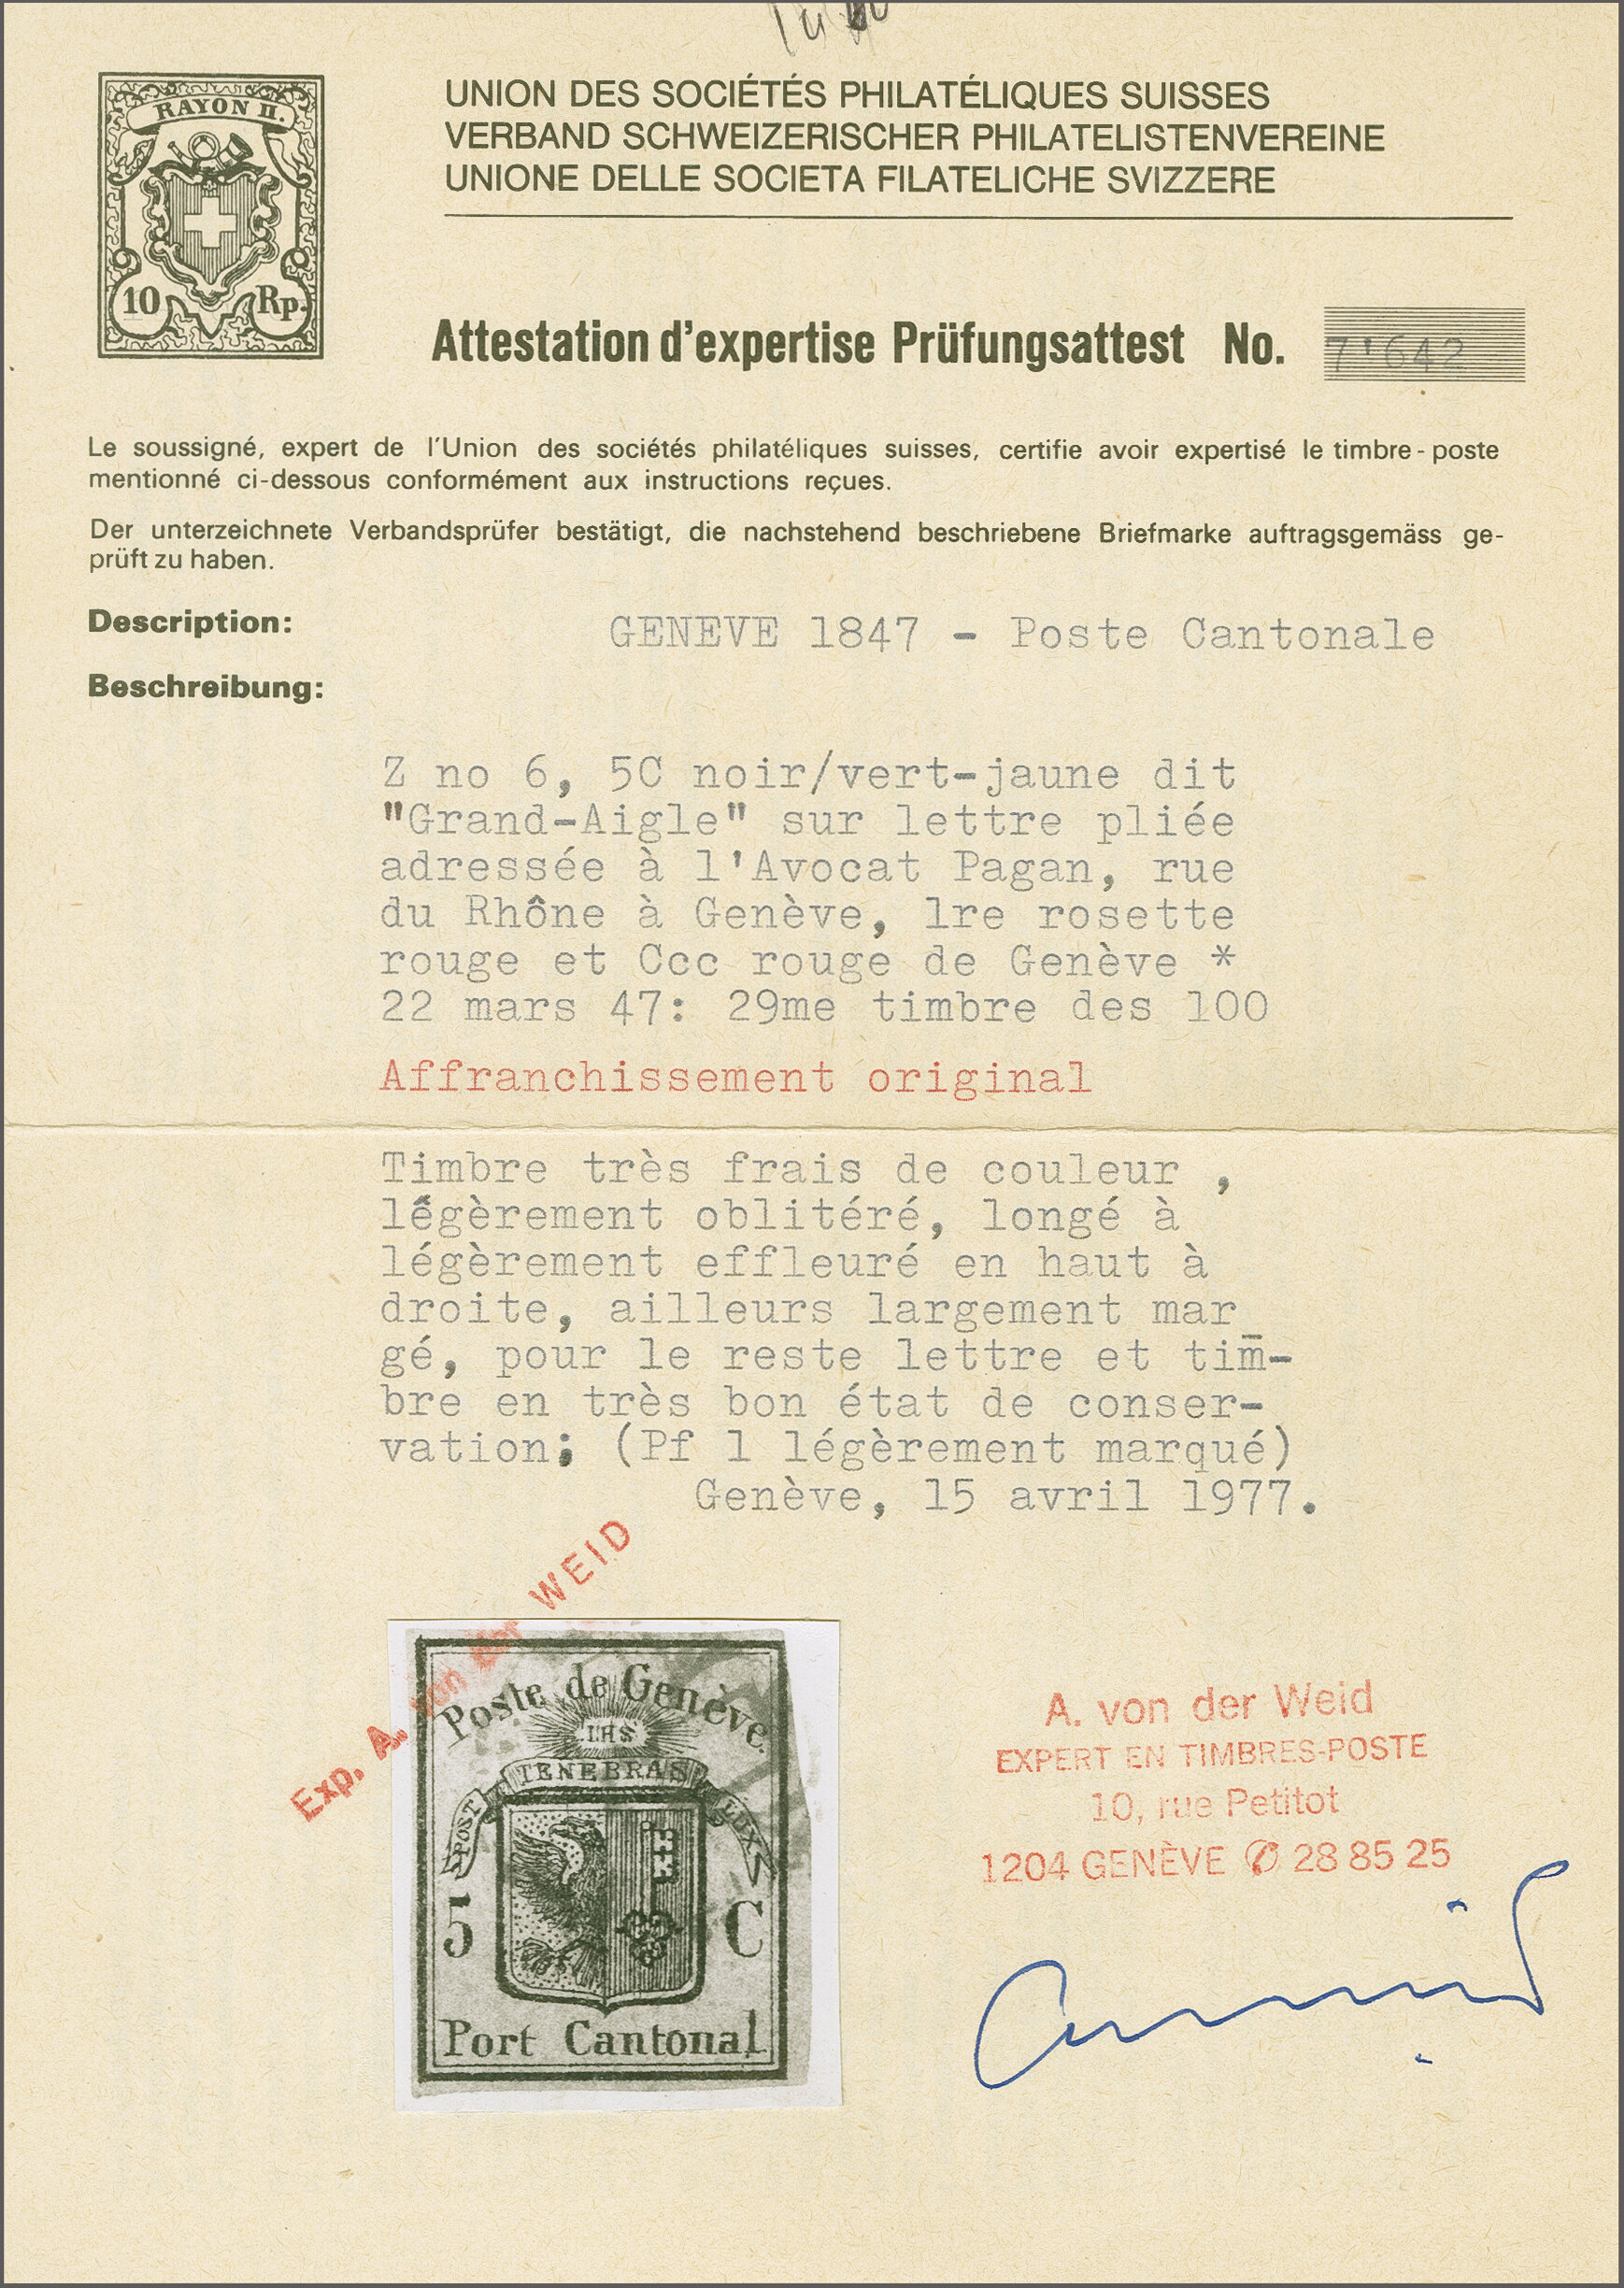 RAYON II.
10 Rp.
UNION DES SOCIÉTÉS PHILATÉLIQUES SUISSES
VERBAND SCHWEIZERISCHER PHILATELISTENVEREINE
UNIONE DELLE SOCIETA FILATELICHE SVIZZERE
Attestation d'expertise Prüfungsattest No. 7'642
Le soussigné, expert de l'Union des sociétés philatéliques suisses, certifie avoir expertisé le timbre-poste
mentionné ci-dessous conformément aux instructions reçues.
Der unterzeichnete Verbandsprüfer bestätigt, die nachstehend beschriebene Briefmarke auftragsgemäss ge-
prüft zu haben.
Description: GENEVE 1847 - Poste Cantonale
Beschreibung:
Z no 6, 5C noir/vert-jaune dit
"Grand-Aigle" sur lettre pliée
adressée à l'Avocat Pagan, rue
du Rhône à Genève, 1re rosette
rouge et Ccc rouge de Genève *
22 mars 47: 29me timbre des 100
Affranchissement original
Timbre très frais de couleur ,
légèrement oblitéré, longé à
légèrement effleuré en haut à
droite, ailleurs largement mar
gé, pour le reste lettre et tim-
bre en très bon état de conser-
vation; (Pf 1 légèrement marqué)
Genève, 15 avril 1977.
Exp. A. von der WEID
Poste de Genève.
IHS
POST TENEBRAS LUX
5 C
Port Cantonal
A. von der Weid
EXPERT EN TIMBRES-POSTE
10, rue Petitot
1204 GENÈVE ✆ 28 85 25